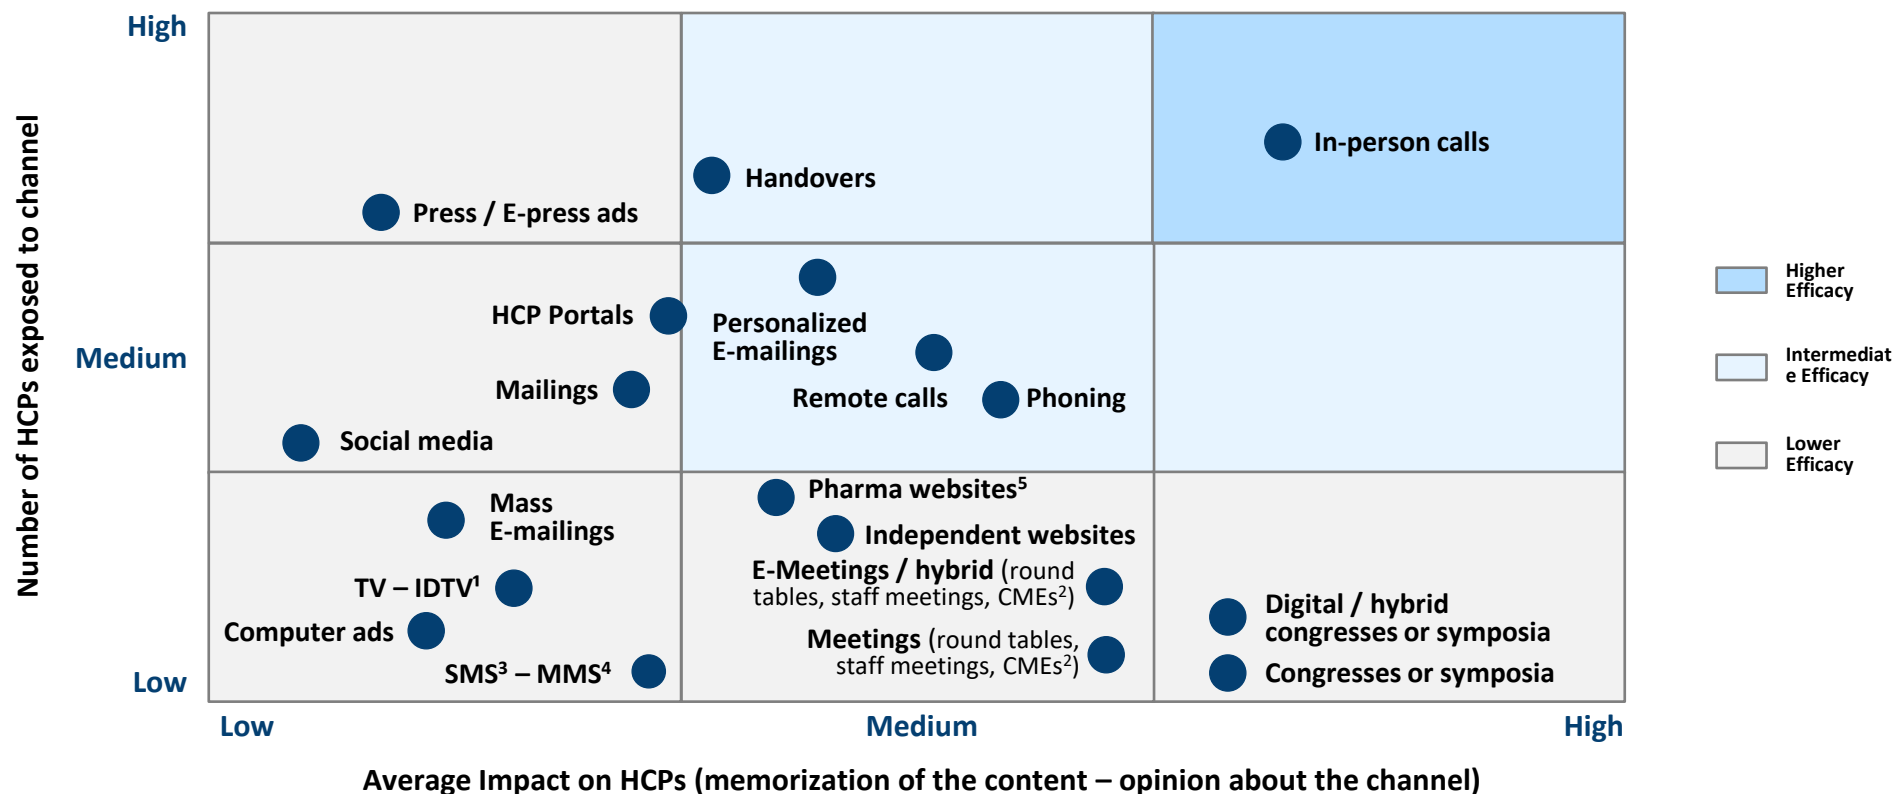 High
Number of HCPs exposed to channel
In-person calls
Handovers
Press / E-press ads
Higher
Efficacy
HCP Portals
Personalized
E-mailings
Medium
Intermediat
e Efficacy
Mailings
Remote calls
Phoning
Social media
Lower
Efficacy
Pharma websites⁵
Mass
E-mailings
Independent websites
E-Meetings / hybrid (round
tables, staff meetings, CMEs²)
TV – IDTV¹
Digital / hybrid
congresses or symposia
Computer ads
Meetings (round tables,
staff meetings, CMEs²)
SMS³ – MMS⁴
Congresses or symposia
Low
Low
Medium
High
Average Impact on HCPs (memorization of the content – opinion about the channel)